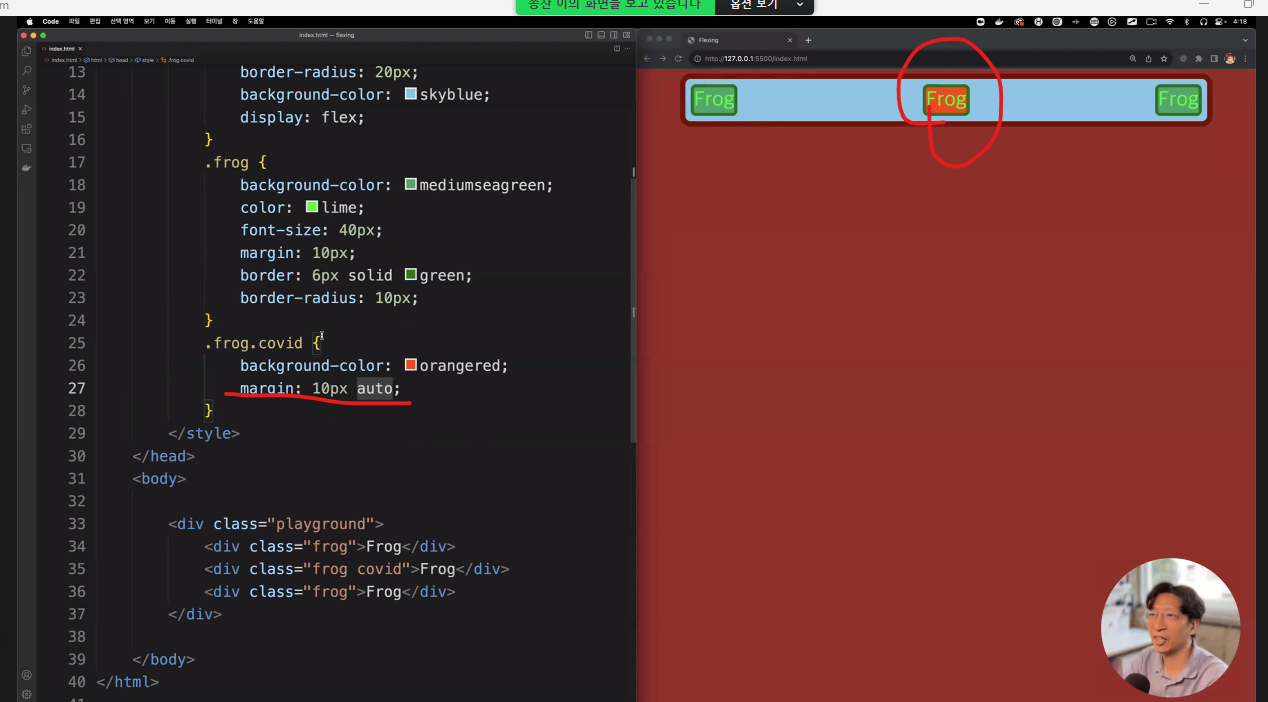 m
송산 이의 화면을 보고 있습니다
옵션 보기
Code 파일 편집 선택 영역 보기 이동 실행 터미널 창 도움말
4:18
index.html — flexing
index.html
index.html > html > head > style > .frog.covid
13 border-radius: 20px;
14 background-color: skyblue;
15 display: flex;
16 }
17 .frog {
18 background-color: mediumseagreen;
19 color: lime;
20 font-size: 40px;
21 margin: 10px;
22 border: 6px solid green;
23 border-radius: 10px;
24 }
25 .frog.covid {
26 background-color: orangered;
27 margin: 10px auto;
28 }
29 </style>
30 </head>
31 <body>
32
33 <div class="playground">
34 <div class="frog">Frog</div>
35 <div class="frog covid">Frog</div>
36 <div class="frog">Frog</div>
37 </div>
38
39 </body>
40 </html>
Flexing
http://127.0.0.1:5500/index.html
Frog Frog Frog